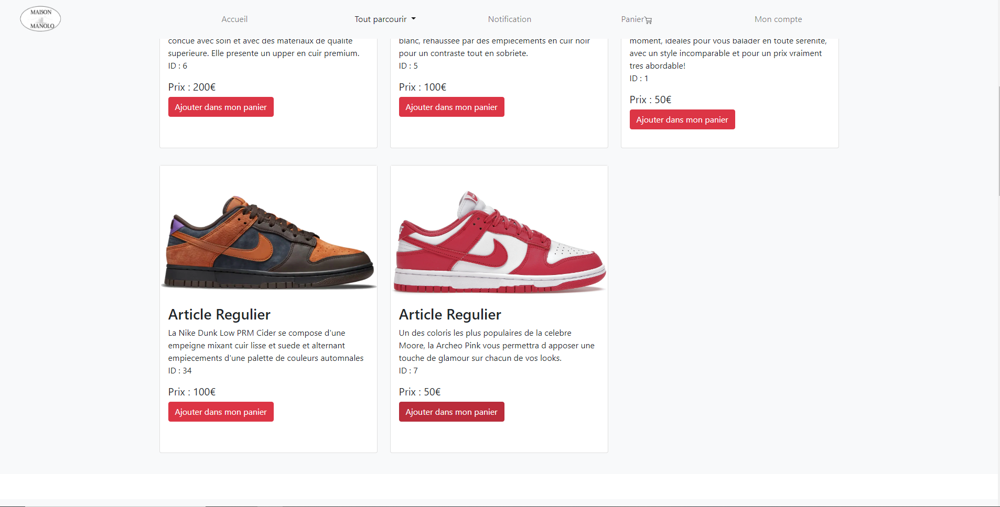 MAISON
MANOLO
Accueil
Tout parcourir
Notification
Panier
Mon compte
concue avec soin et avec des materiaux de qualite
superieure. Elle presente un upper en cuir premium.
ID : 6
Prix : 200€
Ajouter dans mon panier
blanc, rehaussee par des empiecements en cuir noir
pour un contraste tout en sobriete.
ID : 5
Prix : 100€
Ajouter dans mon panier
moment, ideales pour vous balader en toute serenite,
avec un style incomparable et pour un prix vraiment
tres abordable!
ID : 1
Prix : 50€
Ajouter dans mon panier
Article Regulier
La Nike Dunk Low PRM Cider se compose d'une
empeigne mixant cuir lisse et suede et alternant
empiecements d'une palette de couleurs automnales
ID : 34
Prix : 100€
Ajouter dans mon panier
Article Regulier
Un des coloris les plus populaires de la celebre
Moore, la Archeo Pink vous permettra d apposer une
touche de glamour sur chacun de vos looks.
ID : 7
Prix : 50€
Ajouter dans mon panier